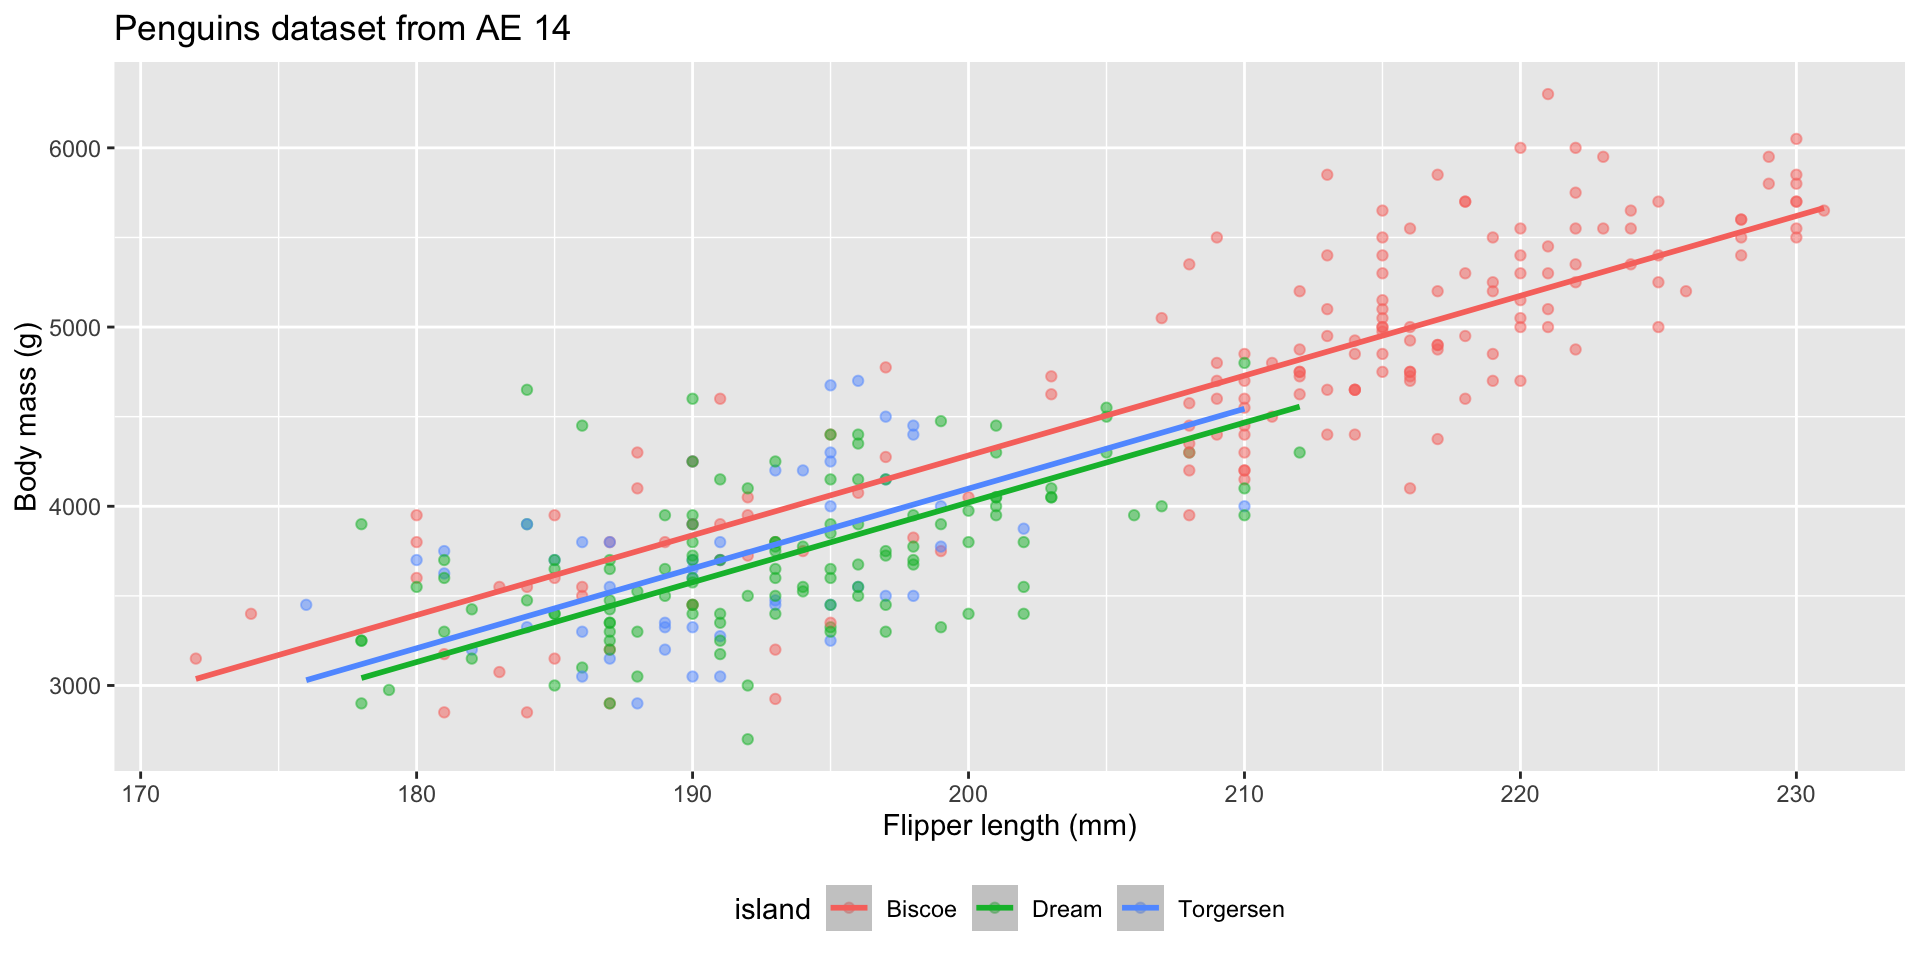 Penguins dataset from AE 14
6000
5000
4000
3000
Body mass (g)
170 180 190 200 210 220 230
Flipper length (mm)
island Biscoe Dream Torgersen